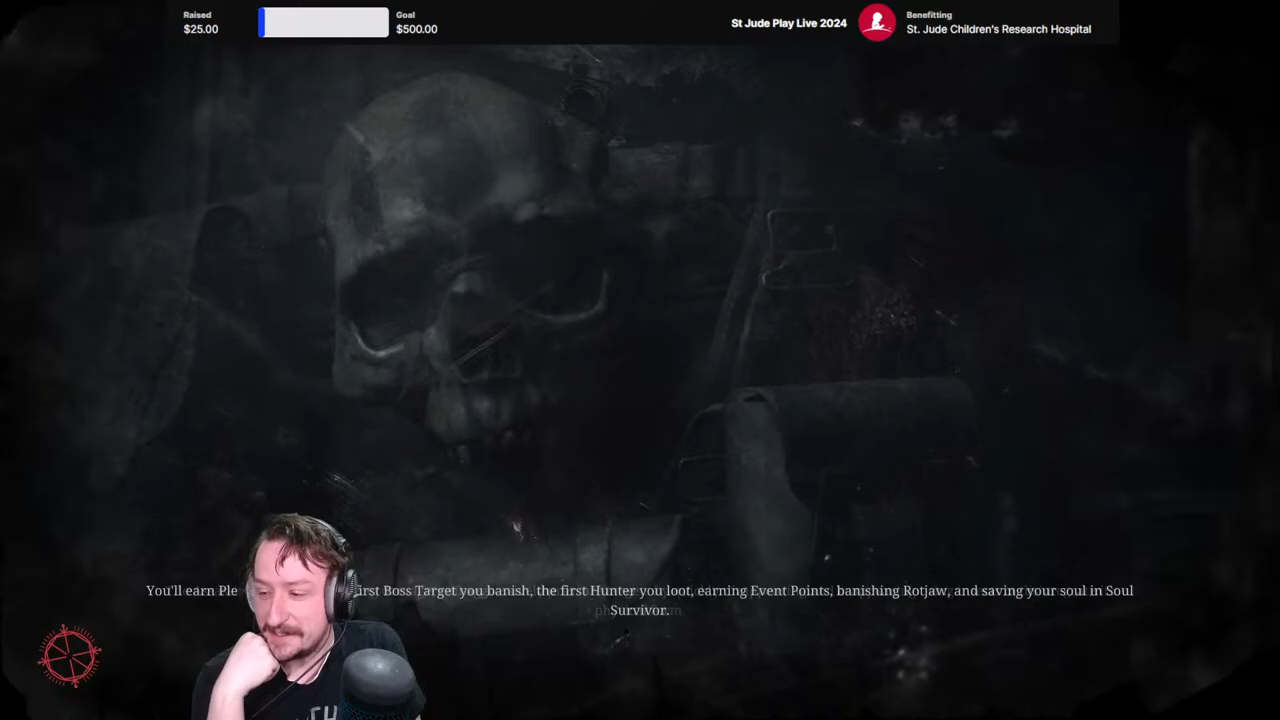 Raised
$25.00
Goal
$500.00
St Jude Play Live 2024
Benefitting
St. Jude Children's Research Hospital
You'll earn Ple irst Boss Target you banish, the first Hunter you loot, earning Event Points, banishing Rotjaw, and saving your soul in Soul
Survivor.